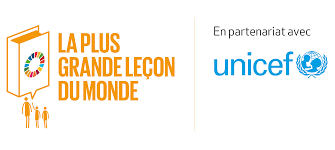 LA PLUS
GRANDE LEÇON
DU MONDE
En partenariat avec
unicef